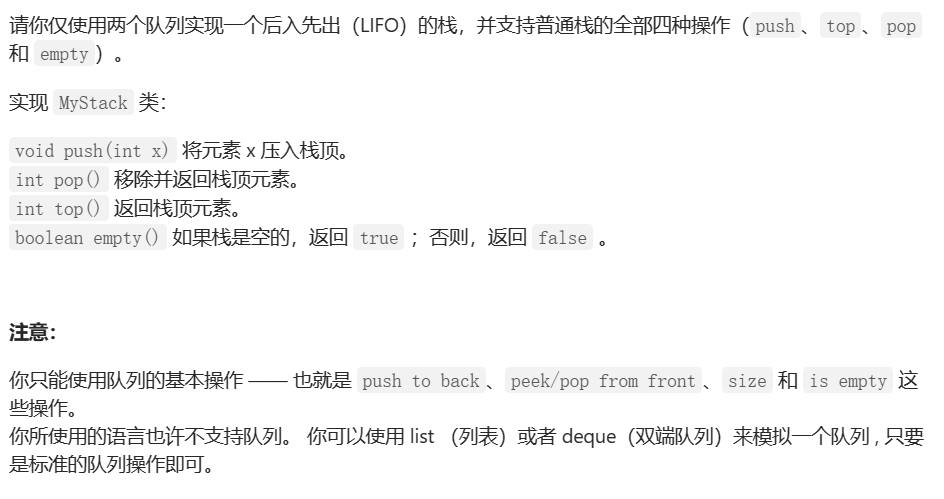 请你仅使用两个队列实现一个后入先出（LIFO）的栈，并支持普通栈的全部四种操作（push、top、pop
和 empty）。
实现 MyStack 类：
void push(int x) 将元素 x 压入栈顶。
int pop() 移除并返回栈顶元素。
int top() 返回栈顶元素。
boolean empty() 如果栈是空的，返回 true ；否则，返回 false 。
注意：
你只能使用队列的基本操作 —— 也就是 push to back、peek/pop from front、size 和 is empty 这
些操作。
你所使用的语言也许不支持队列。 你可以使用 list （列表）或者 deque（双端队列）来模拟一个队列 , 只要
是标准的队列操作即可。